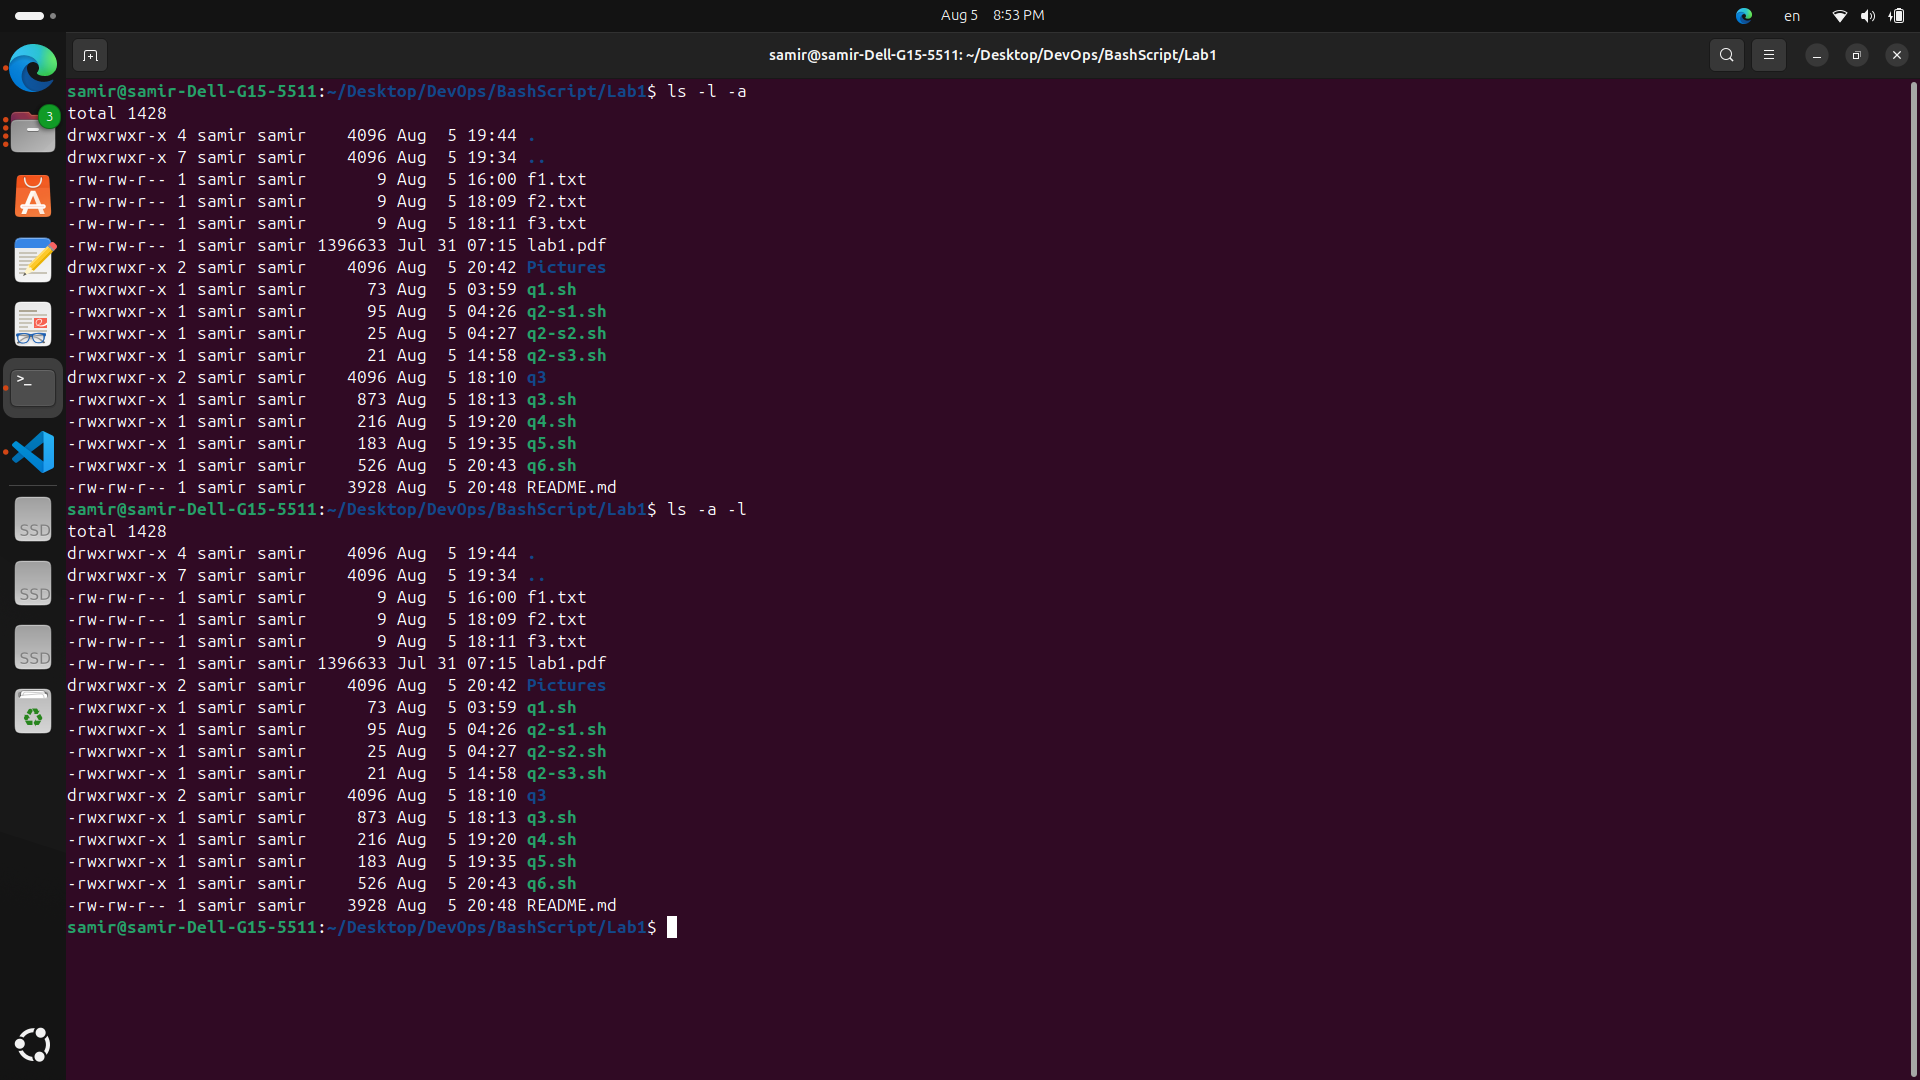 Aug 5 8:53 PM
en
samir@samir-Dell-G15-5511: ~/Desktop/DevOps/BashScript/Lab1
3
samir@samir-Dell-G15-5511:~/Desktop/DevOps/BashScript/Lab1$ ls -l -a
total 1428
drwxrwxr-x 4 samir samir    4096 Aug  5 19:44 .
drwxrwxr-x 7 samir samir    4096 Aug  5 19:34 ..
-rw-rw-r-- 1 samir samir       9 Aug  5 16:00 f1.txt
-rw-rw-r-- 1 samir samir       9 Aug  5 18:09 f2.txt
-rw-rw-r-- 1 samir samir       9 Aug  5 18:11 f3.txt
-rw-rw-r-- 1 samir samir 1396633 Jul 31 07:15 lab1.pdf
drwxrwxr-x 2 samir samir    4096 Aug  5 20:42 Pictures
-rwxrwxr-x 1 samir samir      73 Aug  5 03:59 q1.sh
-rwxrwxr-x 1 samir samir      95 Aug  5 04:26 q2-s1.sh
-rwxrwxr-x 1 samir samir      25 Aug  5 04:27 q2-s2.sh
-rwxrwxr-x 1 samir samir      21 Aug  5 14:58 q2-s3.sh
drwxrwxr-x 2 samir samir    4096 Aug  5 18:10 q3
-rwxrwxr-x 1 samir samir     873 Aug  5 18:13 q3.sh
-rwxrwxr-x 1 samir samir     216 Aug  5 19:20 q4.sh
-rwxrwxr-x 1 samir samir     183 Aug  5 19:35 q5.sh
-rwxrwxr-x 1 samir samir     526 Aug  5 20:43 q6.sh
-rw-rw-r-- 1 samir samir    3928 Aug  5 20:48 README.md
samir@samir-Dell-G15-5511:~/Desktop/DevOps/BashScript/Lab1$ ls -a -l
total 1428
drwxrwxr-x 4 samir samir    4096 Aug  5 19:44 .
drwxrwxr-x 7 samir samir    4096 Aug  5 19:34 ..
-rw-rw-r-- 1 samir samir       9 Aug  5 16:00 f1.txt
-rw-rw-r-- 1 samir samir       9 Aug  5 18:09 f2.txt
-rw-rw-r-- 1 samir samir       9 Aug  5 18:11 f3.txt
-rw-rw-r-- 1 samir samir 1396633 Jul 31 07:15 lab1.pdf
drwxrwxr-x 2 samir samir    4096 Aug  5 20:42 Pictures
-rwxrwxr-x 1 samir samir      73 Aug  5 03:59 q1.sh
-rwxrwxr-x 1 samir samir      95 Aug  5 04:26 q2-s1.sh
-rwxrwxr-x 1 samir samir      25 Aug  5 04:27 q2-s2.sh
-rwxrwxr-x 1 samir samir      21 Aug  5 14:58 q2-s3.sh
drwxrwxr-x 2 samir samir    4096 Aug  5 18:10 q3
-rwxrwxr-x 1 samir samir     873 Aug  5 18:13 q3.sh
-rwxrwxr-x 1 samir samir     216 Aug  5 19:20 q4.sh
-rwxrwxr-x 1 samir samir     183 Aug  5 19:35 q5.sh
-rwxrwxr-x 1 samir samir     526 Aug  5 20:43 q6.sh
-rw-rw-r-- 1 samir samir    3928 Aug  5 20:48 README.md
samir@samir-Dell-G15-5511:~/Desktop/DevOps/BashScript/Lab1$
SSD
SSD
SSD